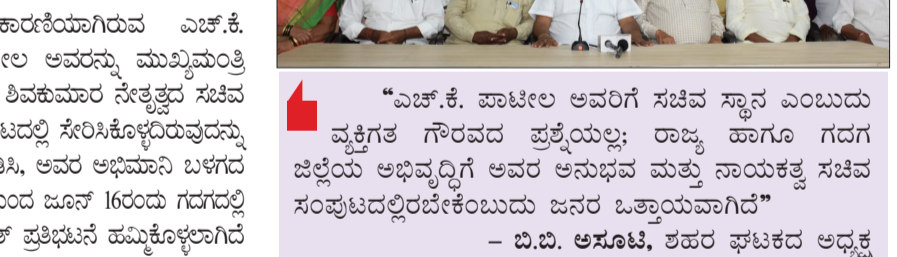 ಕಾರಣಿಯಾಗಿರುವ ಎಚ್.ಕೆ.
ಅವರನ್ನು ಮುಖ್ಯಮಂತ್ರಿ
ಶಿವಕುಮಾರ ನೇತೃತ್ವದ ಸಚಿವ
ಸೇರಿಸಿಕೊಳ್ಳದಿರುವುದನ್ನು
ಅವರ ಅಭಿಮಾನಿ ಬಳಗದ
ಜೂನ್ 16ರಂದು ಗದಗದಲ್ಲಿ
ಪ್ರತಿಭಟನೆ ಹಮ್ಮಿಕೊಳ್ಳಲಾಗಿದೆ
“ಎಚ್.ಕೆ. ಪಾಟೀಲ ಅವರಿಗೆ ಸಚಿವ ಸ್ಥಾನ ಎಂಬುದು
ವ್ಯಕ್ತಿಗತ ಗೌರವದ ಪ್ರಶ್ನೆಯಲ್ಲ; ರಾಜ್ಯ ಹಾಗೂ ಗದಗ
ಜಿಲ್ಲೆಯ ಅಭಿವೃದ್ಧಿಗೆ ಅವರ ಅನುಭವ ಮತ್ತು ನಾಯಕತ್ವ ಸಚಿವ
ಸಂಪುಟದಲ್ಲಿರಬೇಕೆಂಬುದು ಜನರ ಒತ್ತಾಯವಾಗಿದೆ”
– ಬಿ.ಬಿ. ಅಸೂಟಿ, ಶಹರ ಘಟಕದ ಅಧ್ಯಕ್ಷ